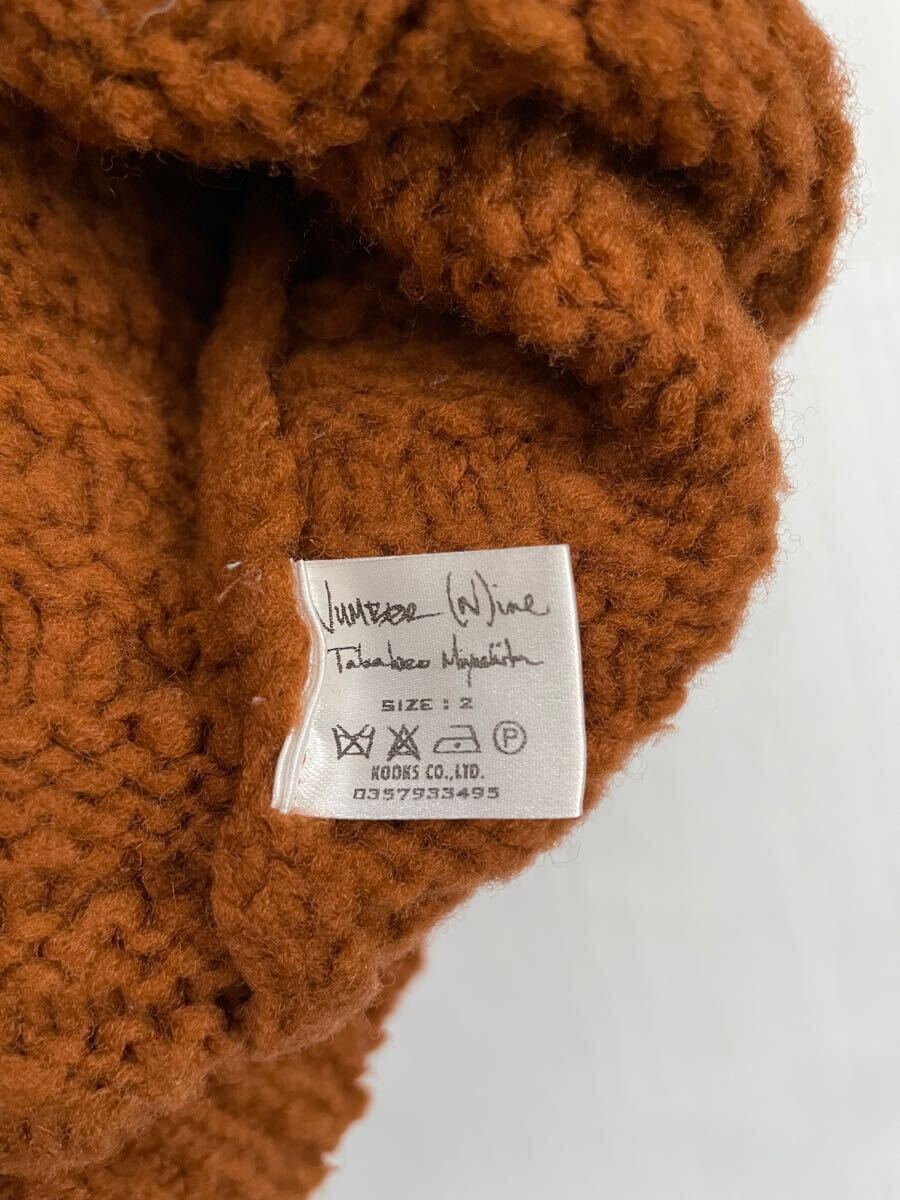 NUMBER (N)ine
Takahiro Miyashita
SIZE : 2
P
KOOKS CO.,LTD.
0357933495